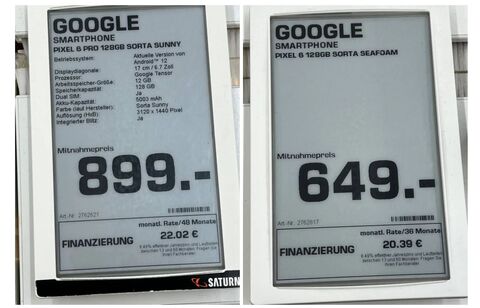 GOOGLE
SMARTPHONE
PIXEL 6 PRO 128GB SORTA SUNNY
Betriebssystem: Aktuelle Version von
Android™ 12
Displaydiagonale: 17 cm / 6.7 Zoll
Prozessor: Google Tensor
Arbeitsspeicher-Größe: 12 GB
Speicherkapazität: 128 GB
Dual SIM: Ja
Akku-Kapazität: 5003 mAh
Farbe (laut Hersteller): Sorta Sunny
Auflösung (HxB): 3120 x 1440 Pixel
Integrierter Blitz: Ja
Mitnahmepreis
899.-
Art.-Nr. 2762621
monatl. Rate/48 Monate
FINANZIERUNG
22.02 €
SATURN
GOOGLE
SMARTPHONE
PIXEL 6 128GB SORTA SEAFOAM
Mitnahmepreis
649.-
Art.-Nr. 2762617
monatl. Rate/36 Monate
FINANZIERUNG
20.39 €